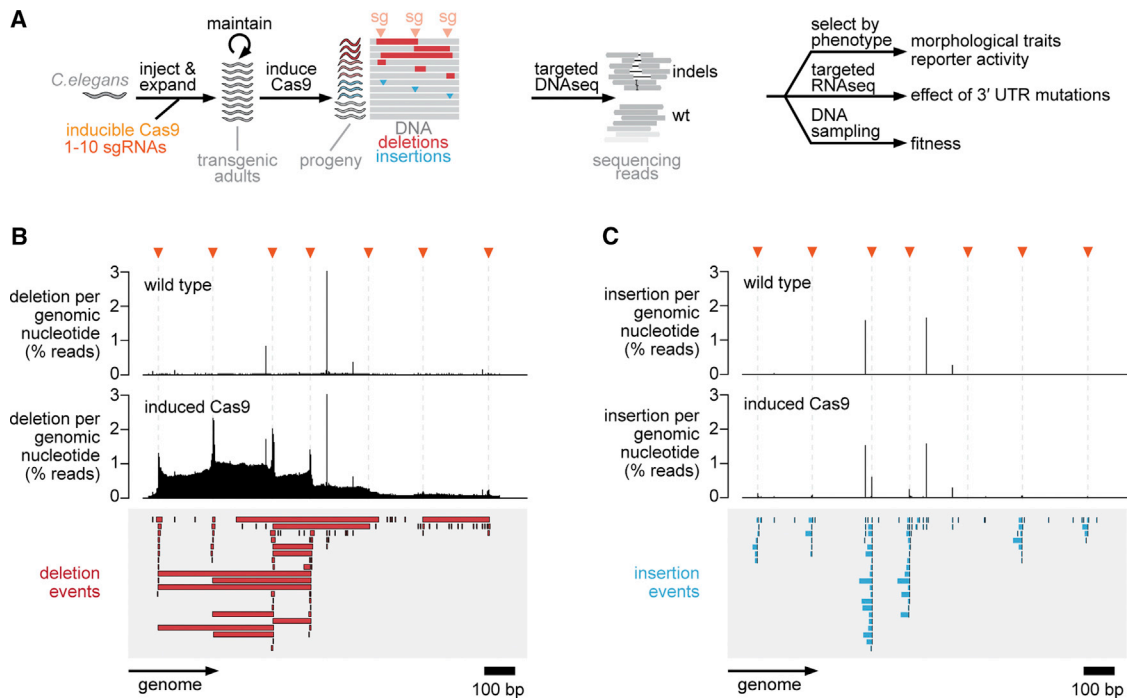 A
C.elegans
inject &
expand
inducible Cas9
1-10 sgRNAs
maintain
transgenic
adults
induce
Cas9
progeny
sg sg sg
DNA
deletions
insertions
targeted
DNAseq
indels
wt
sequencing
reads
select by
phenotype
morphological traits
reporter activity
targeted
RNAseq
effect of 3′ UTR mutations
DNA
sampling
fitness
B
deletion per
genomic
nucleotide
(% reads)
3
2
1
0
wild type
deletion per
genomic
nucleotide
(% reads)
3
2
1
0
induced Cas9
deletion
events
genome
100 bp
C
insertion per
genomic
nucleotide
(% reads)
3
2
1
0
wild type
insertion per
genomic
nucleotide
(% reads)
3
2
1
0
induced Cas9
insertion
events
genome
100 bp